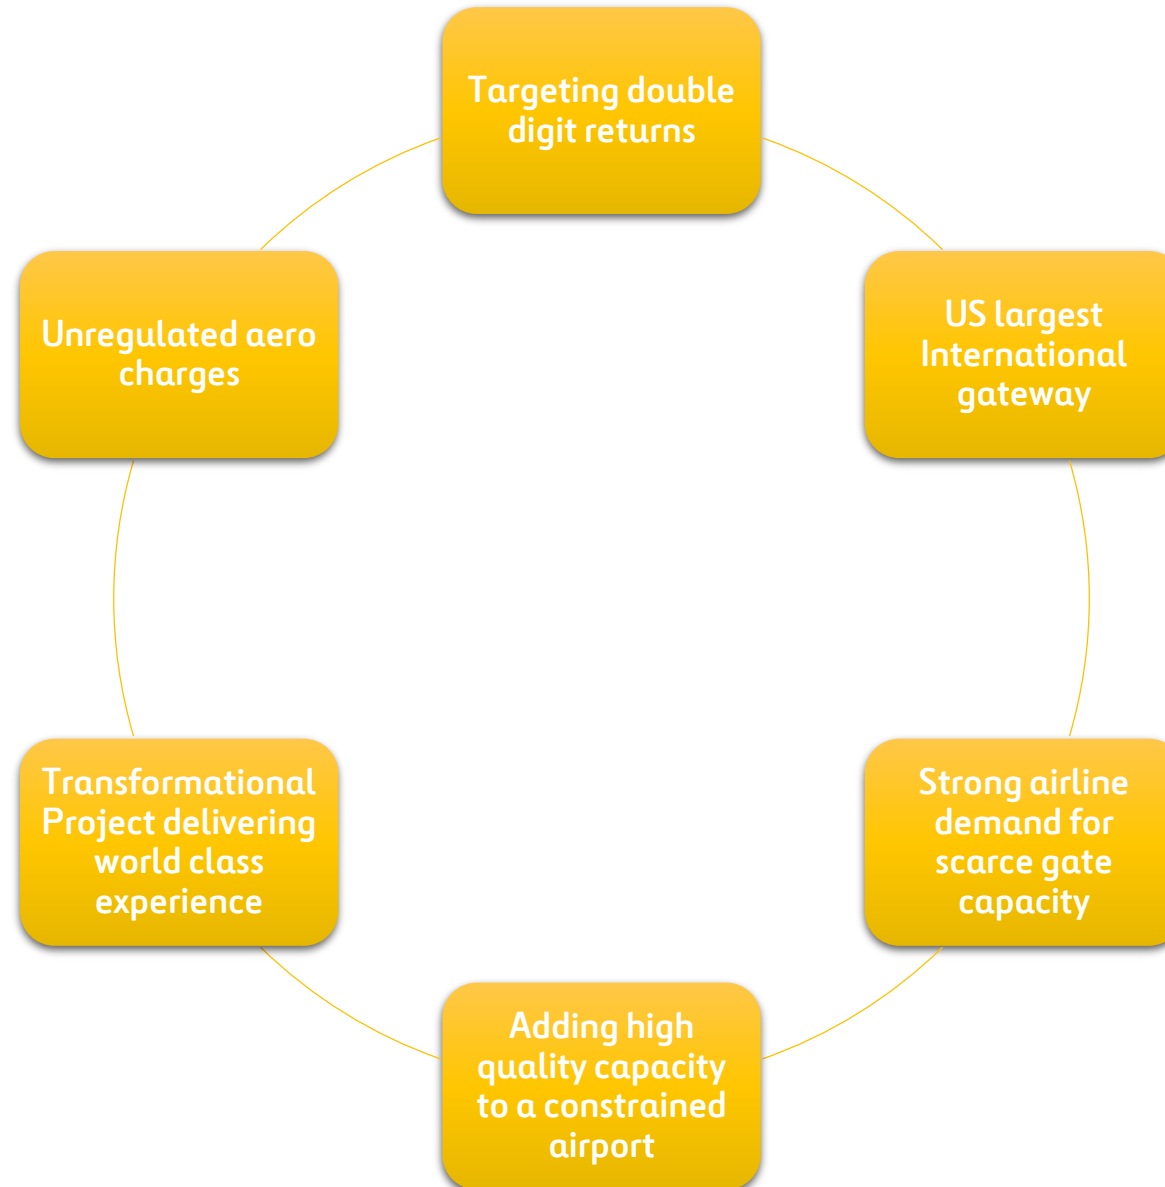 Targeting double
digit returns
US largest
International
gateway
Strong airline
demand for
scarce gate
capacity
Adding high
quality capacity
to a constrained
airport
Transformational
Project delivering
world class
experience
Unregulated aero
charges